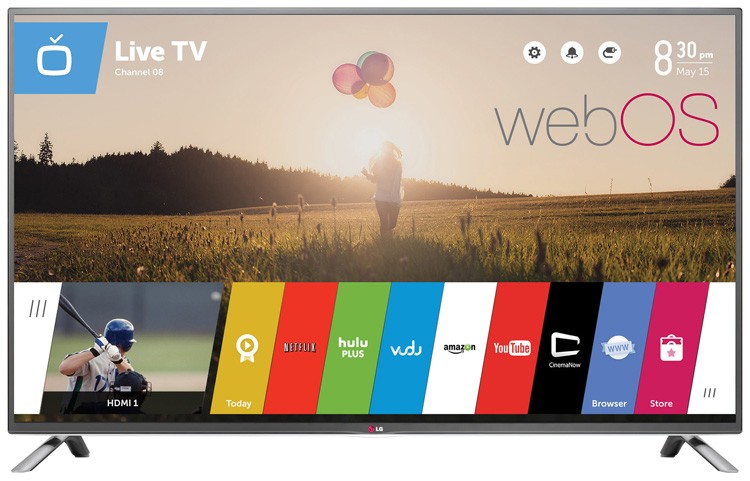 Live TV
Channel 08
8 30 pm
May 15
webOS
HDMI 1
Today
NETFLIX
hulu
PLUS
vudu
amazon
YouTube
CinemaNow
WWW
Browser
Store
LG